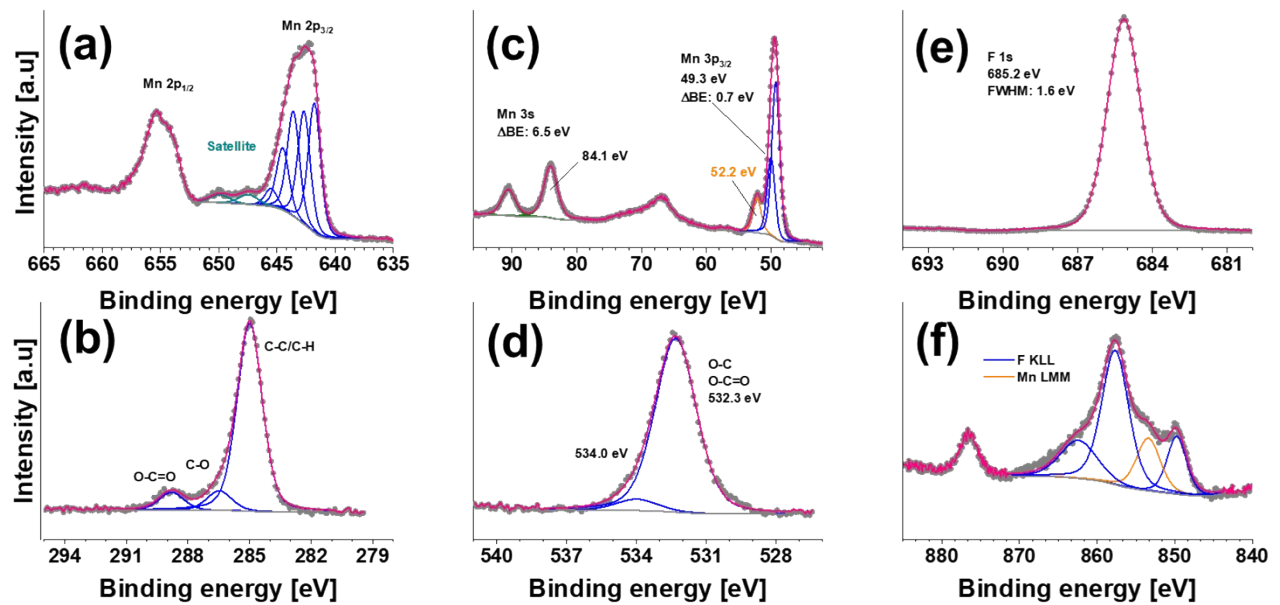 (a)
Mn 2p3/2
Mn 2p1/2
Satellite
Intensity [a.u]
665 660 655 650 645 640 635
Binding energy [eV]
(c)
Mn 3p3/2
49.3 eV
ΔBE: 0.7 eV
Mn 3s
ΔBE: 6.5 eV
84.1 eV
52.2 eV
90 80 70 60 50
Binding energy [eV]
(e)
F 1s
685.2 eV
FWHM: 1.6 eV
693 690 687 684 681
Binding energy [eV]
(b)
C-C/C-H
C-O
O-C=O
Intensity [a.u]
294 291 288 285 282 279
Binding energy [eV]
(d)
O-C
O-C=O
532.3 eV
534.0 eV
540 537 534 531 528
Binding energy [eV]
(f)
F KLL
Mn LMM
880 870 860 850 840
Binding energy [eV]